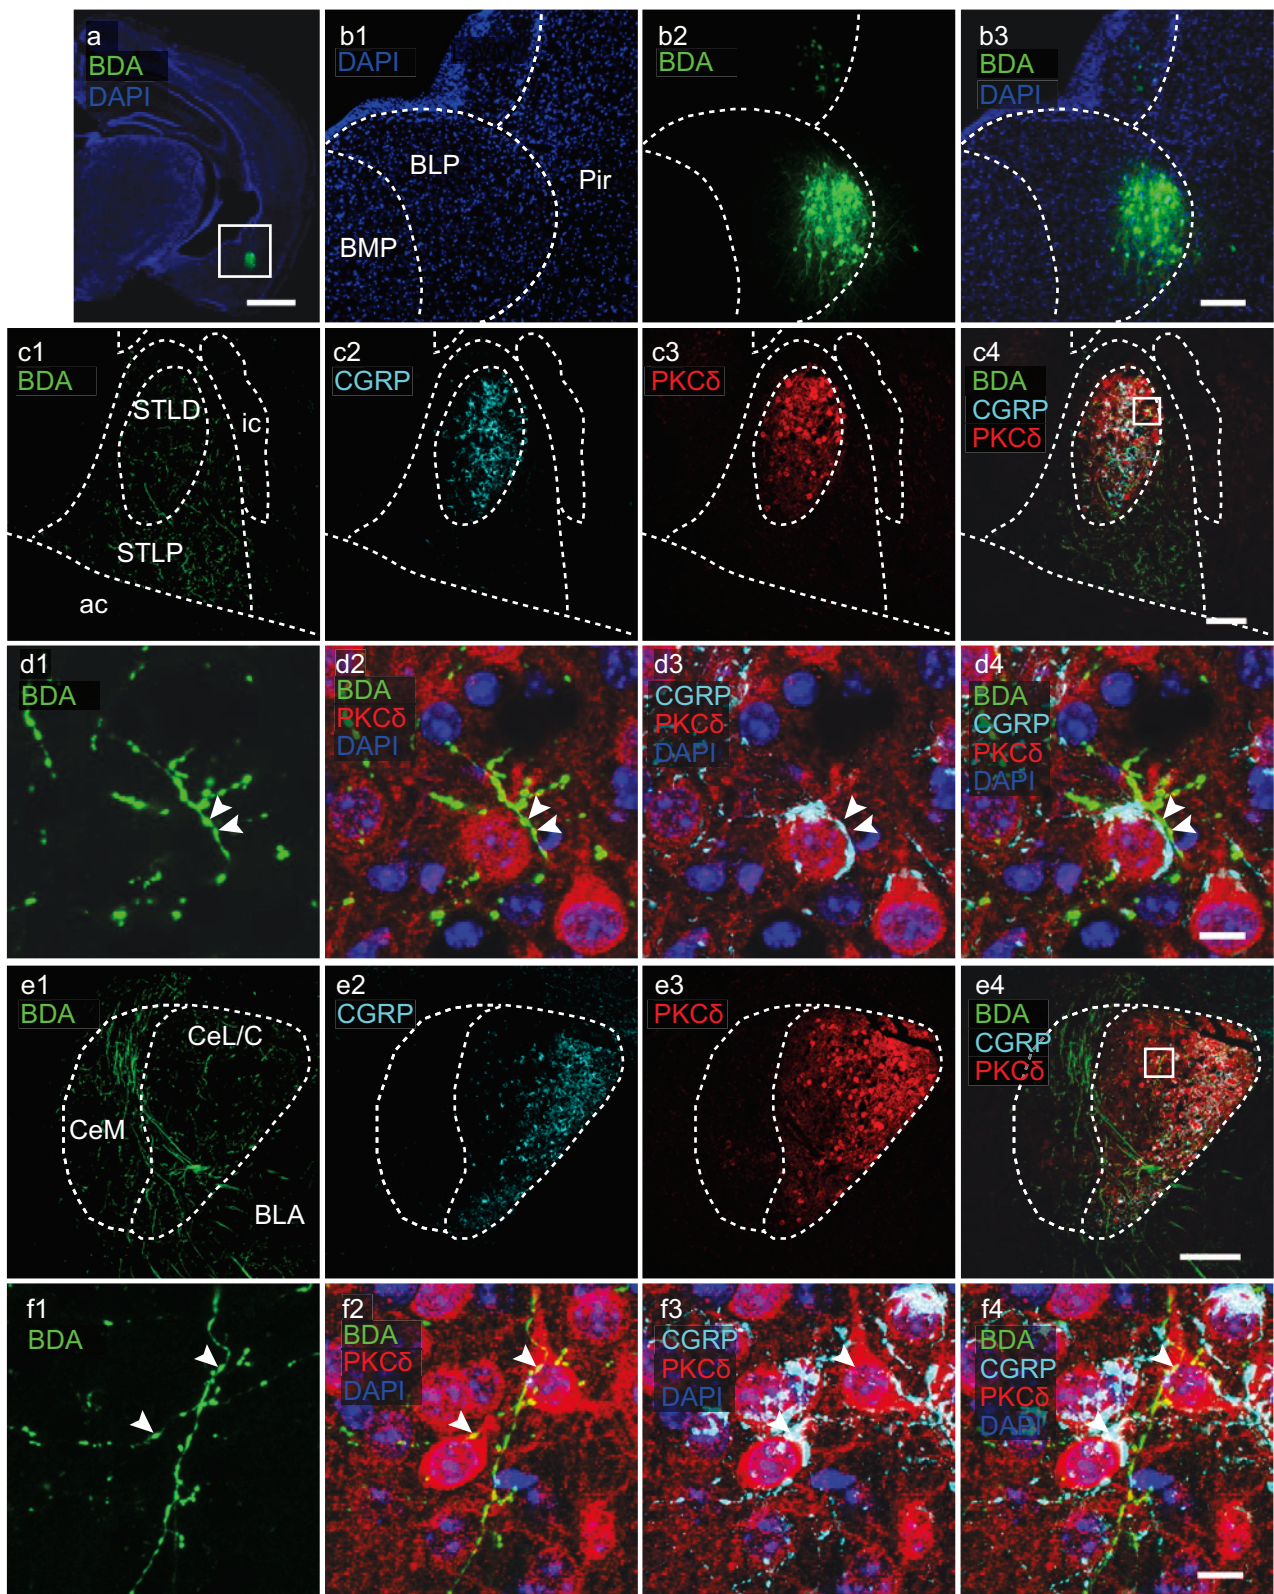 a
BDA
DAPI
b1
DAPI
BLP
Pir
BMP
b2
BDA
b3
BDA
DAPI
c1
BDA
STLD
ic
STLP
ac
c2
CGRP
c3
PKCδ
c4
BDA
CGRP
PKCδ
d1
BDA
d2
BDA
PKCδ
DAPI
d3
CGRP
PKCδ
DAPI
d4
BDA
CGRP
PKCδ
DAPI
e1
BDA
CeL/C
CeM
BLA
e2
CGRP
e3
PKCδ
e4
BDA
CGRP
PKCδ
f1
BDA
f2
BDA
PKCδ
DAPI
f3
CGRP
PKCδ
DAPI
f4
BDA
CGRP
PKCδ
DAPI